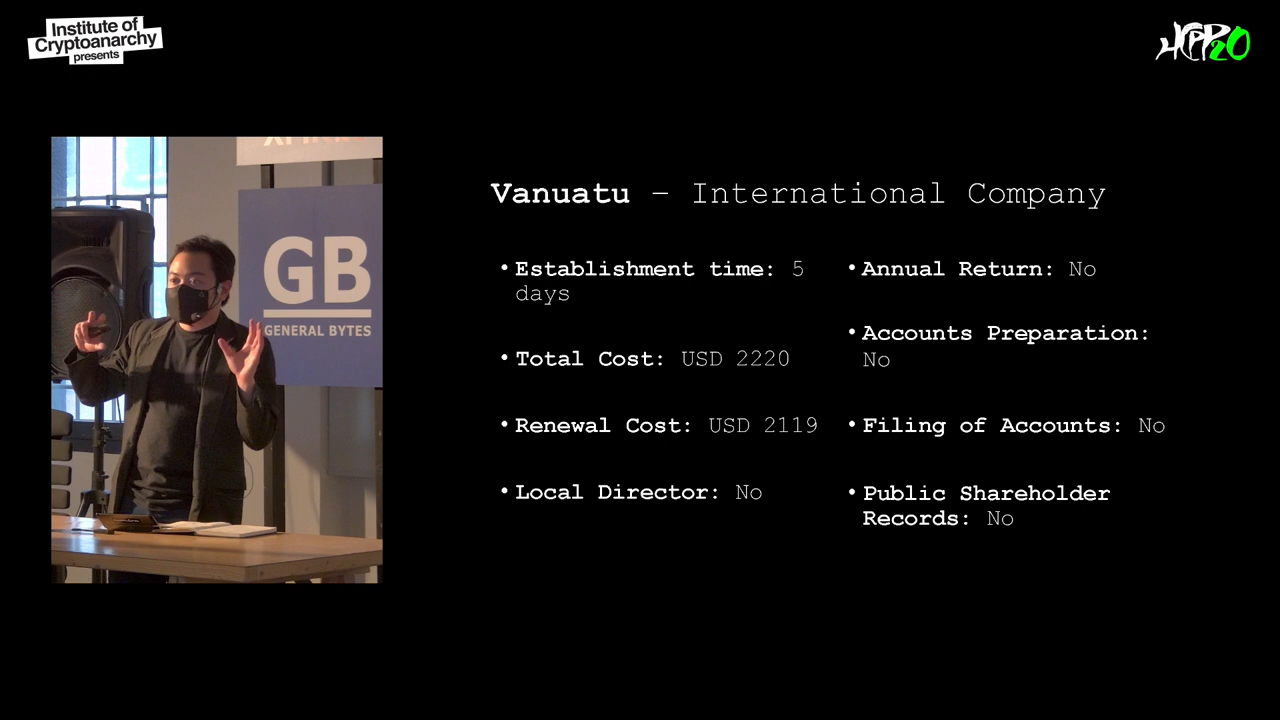 Institute of
Cryptoanarchy
presents
HCPP20
GB
GENERAL BYTES
Vanuatu – International Company
• Establishment time: 5
days
• Total Cost: USD 2220
• Renewal Cost: USD 2119
• Local Director: No
• Annual Return: No
• Accounts Preparation:
No
• Filing of Accounts: No
• Public Shareholder
Records: No